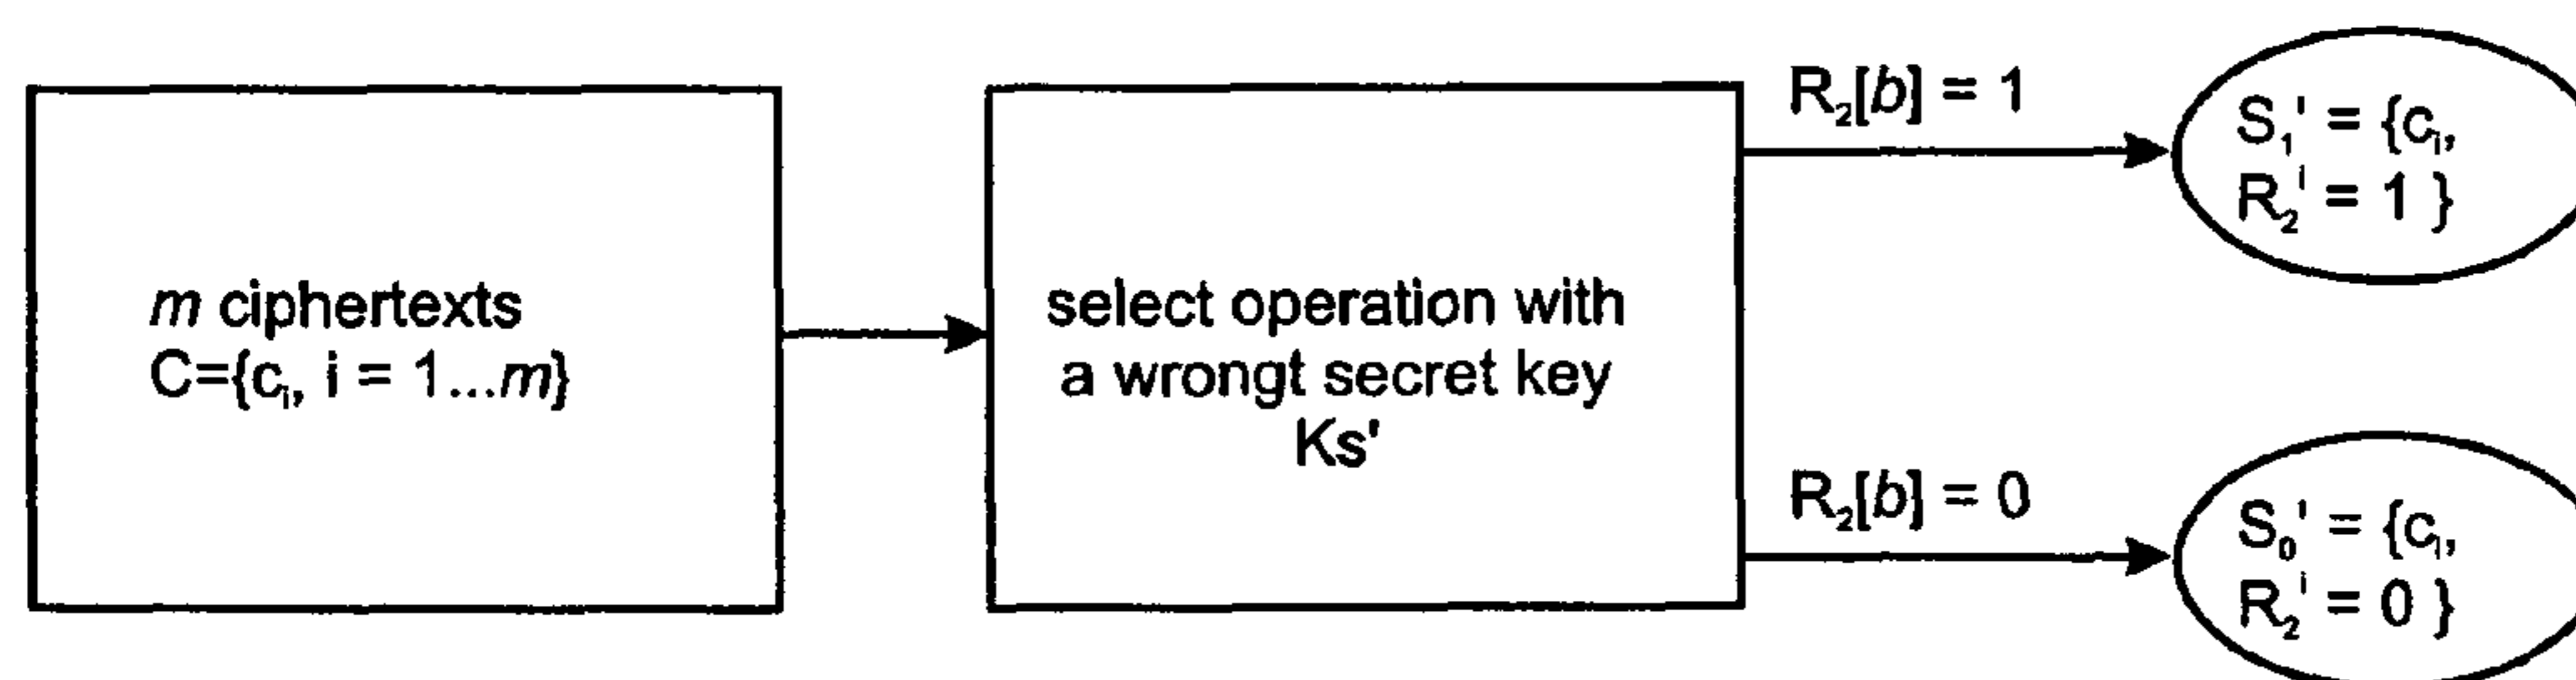 m ciphertexts
C={cᵢ, i = 1...m}
select operation with
a wrongt secret key
Ks'
R₂[b] = 1
S₁' = {cᵢ,
R₂ⁱ = 1 }
R₂[b] = 0
S₀' = {cᵢ,
R₂ⁱ = 0 }